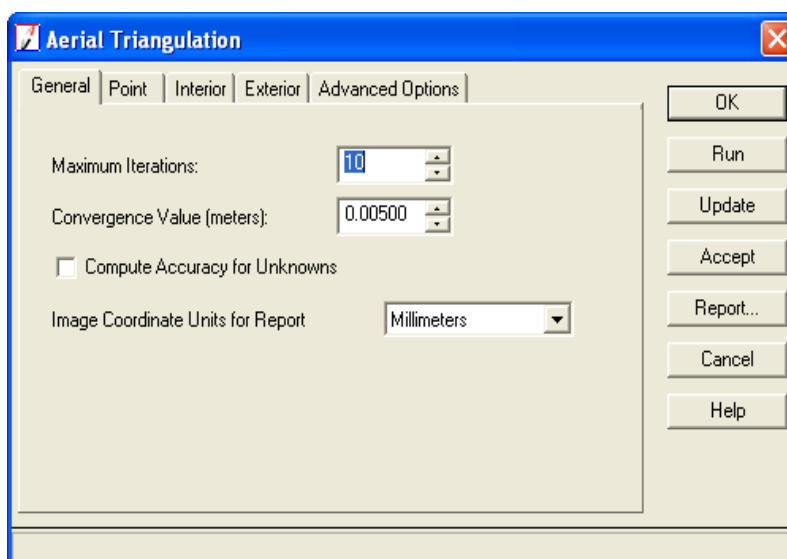 Aerial Triangulation
General Point Interior Exterior Advanced Options
OK
Maximum Iterations: 10
Run
Convergence Value (meters): 0.00500
Update
Compute Accuracy for Unknowns
Accept
Image Coordinate Units for Report Millimeters
Report...
Cancel
Help